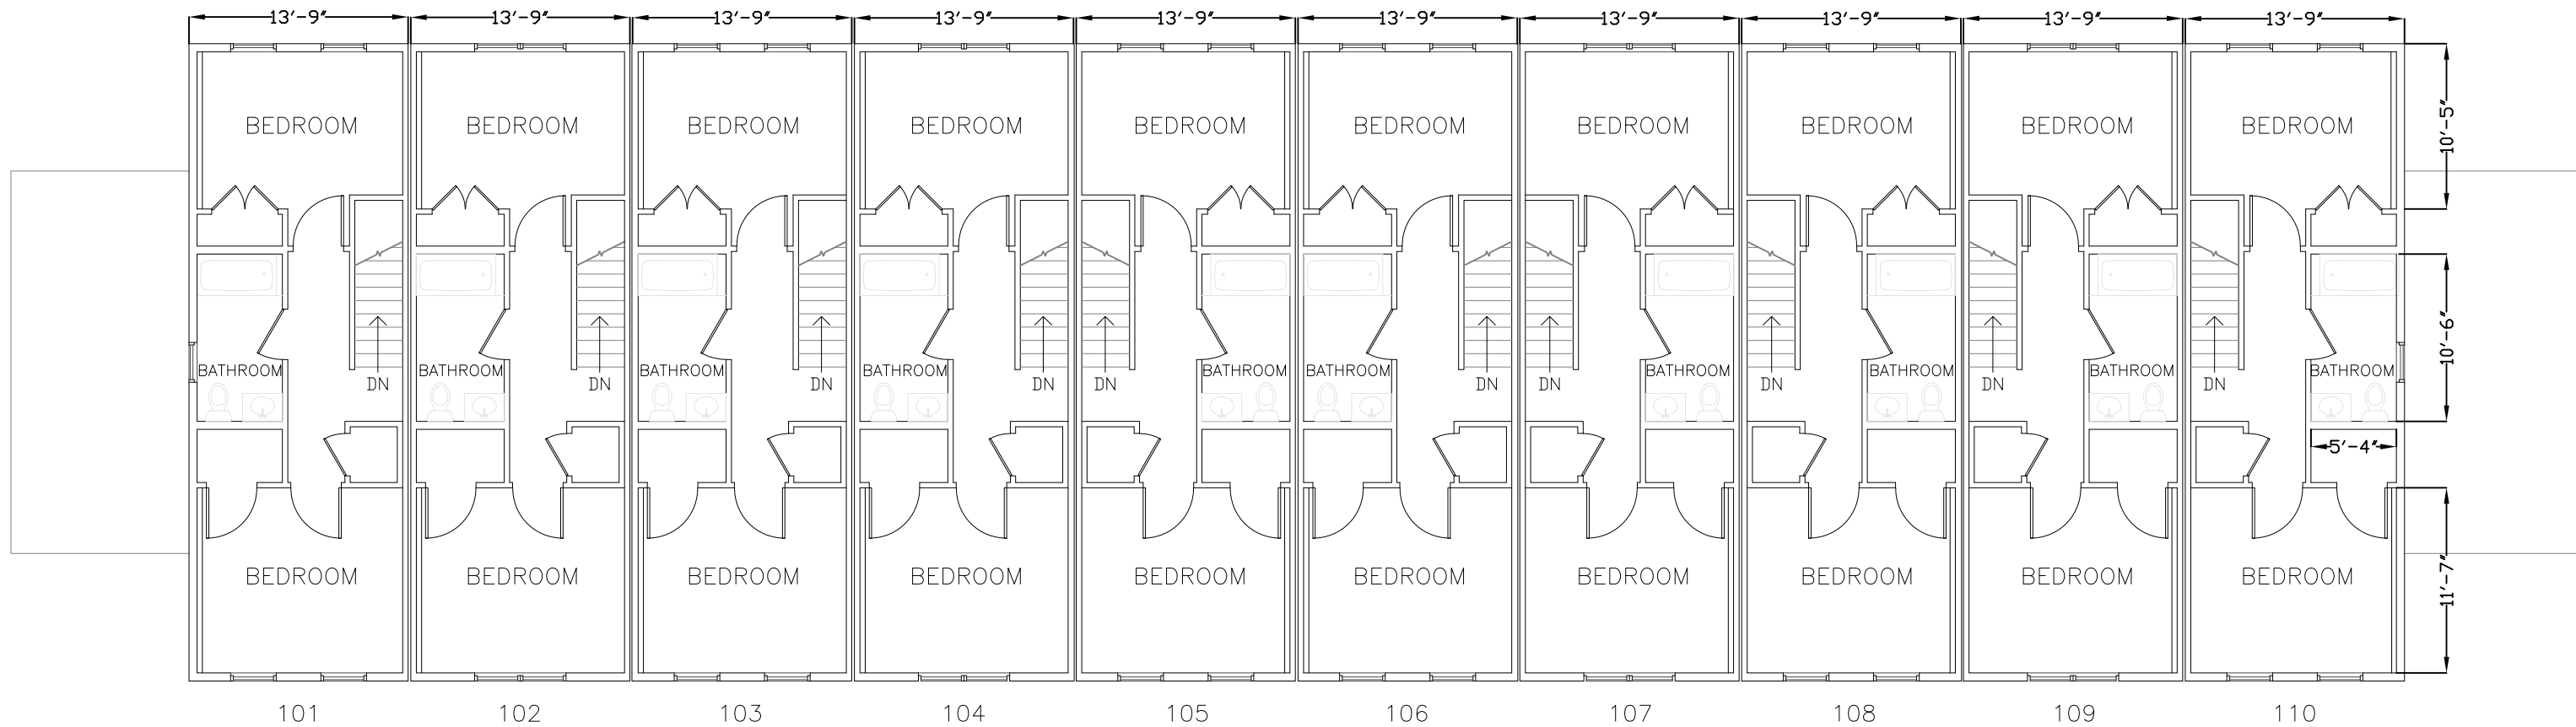 13'-9" 13'-9" 13'-9" 13'-9" 13'-9" 13'-9" 13'-9" 13'-9" 13'-9" 13'-9"
BEDROOM BEDROOM BEDROOM BEDROOM BEDROOM BEDROOM BEDROOM BEDROOM BEDROOM BEDROOM
10'-5"
10'-6"
BATHROOM BATHROOM BATHROOM BATHROOM BATHROOM BATHROOM BATHROOM BATHROOM BATHROOM BATHROOM
DN DN DN DN DN DN DN DN DN DN
5'-4"
11'-7"
BEDROOM BEDROOM BEDROOM BEDROOM BEDROOM BEDROOM BEDROOM BEDROOM BEDROOM BEDROOM
101 102 103 104 105 106 107 108 109 110